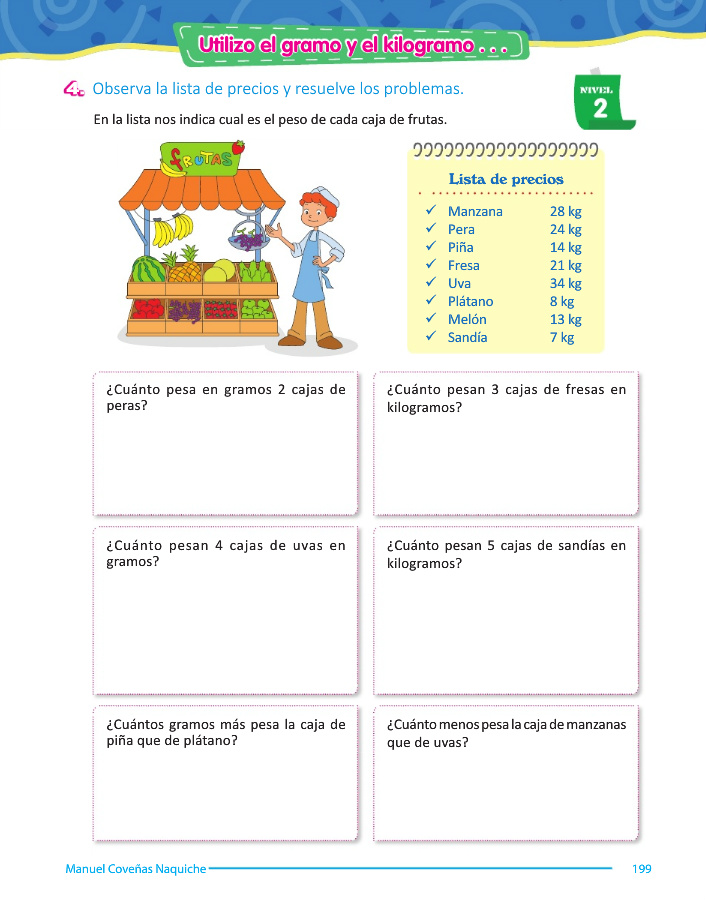 Utilizo el gramo y el kilogramo . . .
4. Observa la lista de precios y resuelve los problemas.
NIVEL
2
En la lista nos indica cual es el peso de cada caja de frutas.
FRUTAS
Lista de precios
✓ Manzana 28 kg
✓ Pera 24 kg
✓ Piña 14 kg
✓ Fresa 21 kg
✓ Uva 34 kg
✓ Plátano 8 kg
✓ Melón 13 kg
✓ Sandía 7 kg
¿Cuánto pesa en gramos 2 cajas de
peras?
¿Cuánto pesan 3 cajas de fresas en
kilogramos?
¿Cuánto pesan 4 cajas de uvas en
gramos?
¿Cuánto pesan 5 cajas de sandías en
kilogramos?
¿Cuántos gramos más pesa la caja de
piña que de plátano?
¿Cuánto menos pesa la caja de manzanas
que de uvas?
Manuel Coveñas Naquiche
199